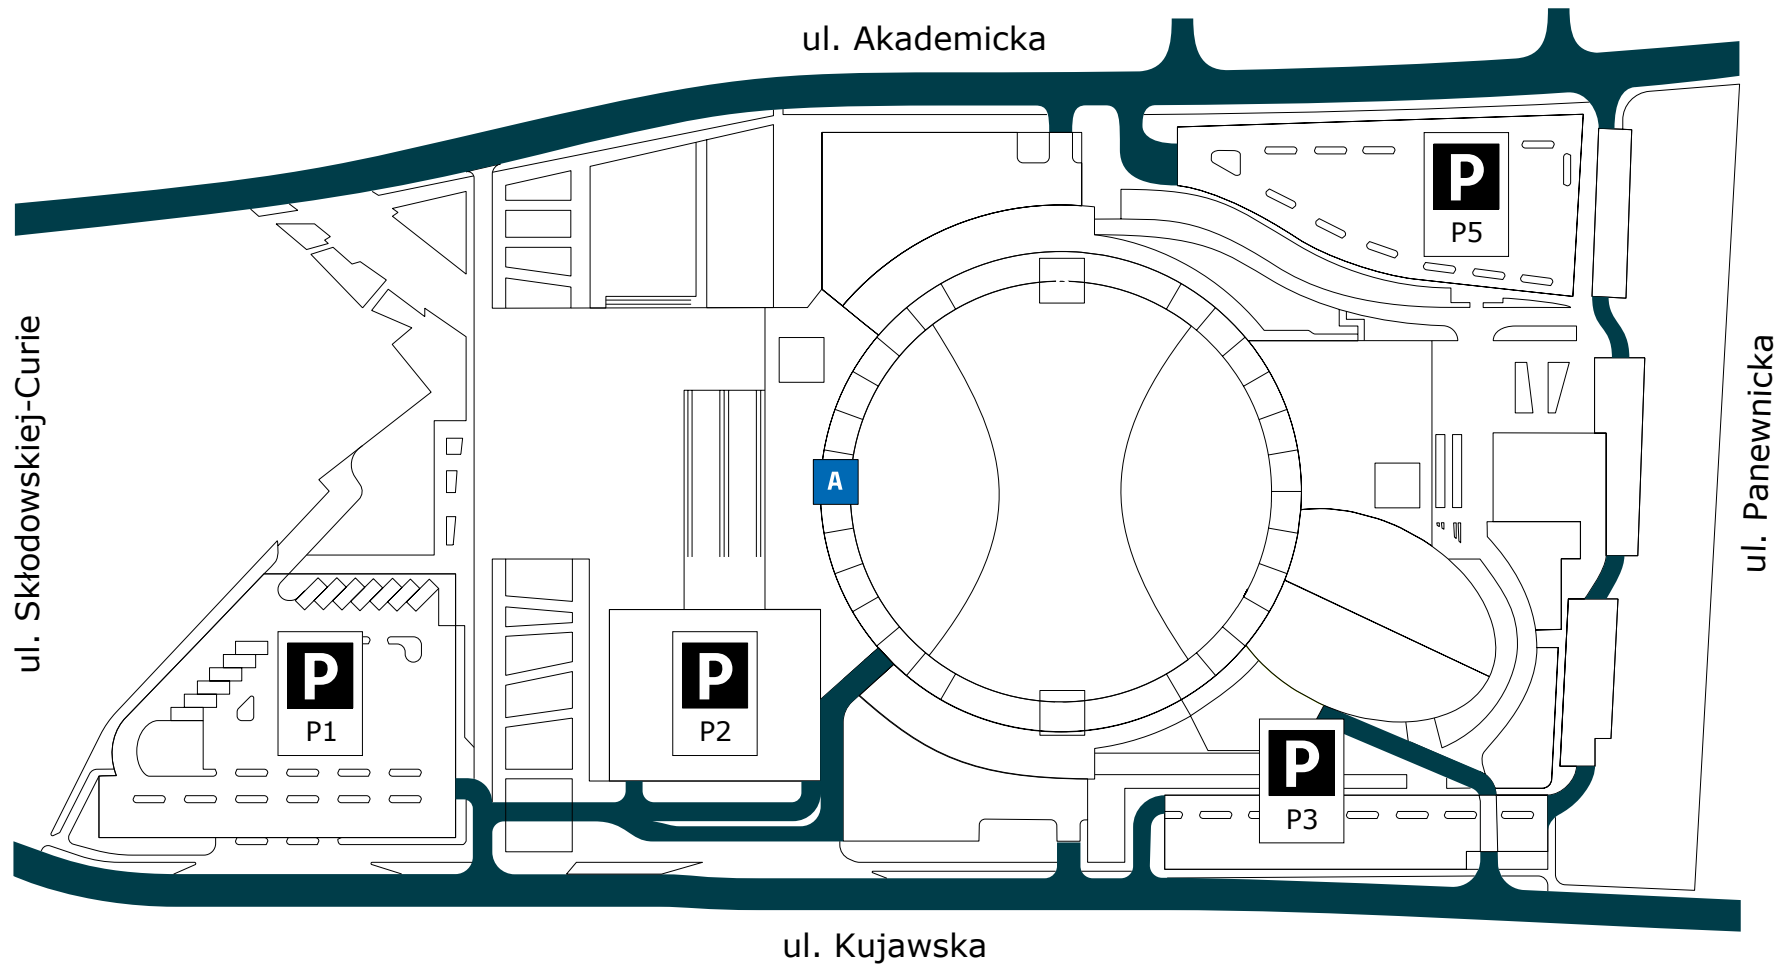 ul. Akademicka
P
P5
ul. Skłodowskiej-Curie
ul. Panewnicka
A
P
P1
P
P2
P
P3
ul. Kujawska